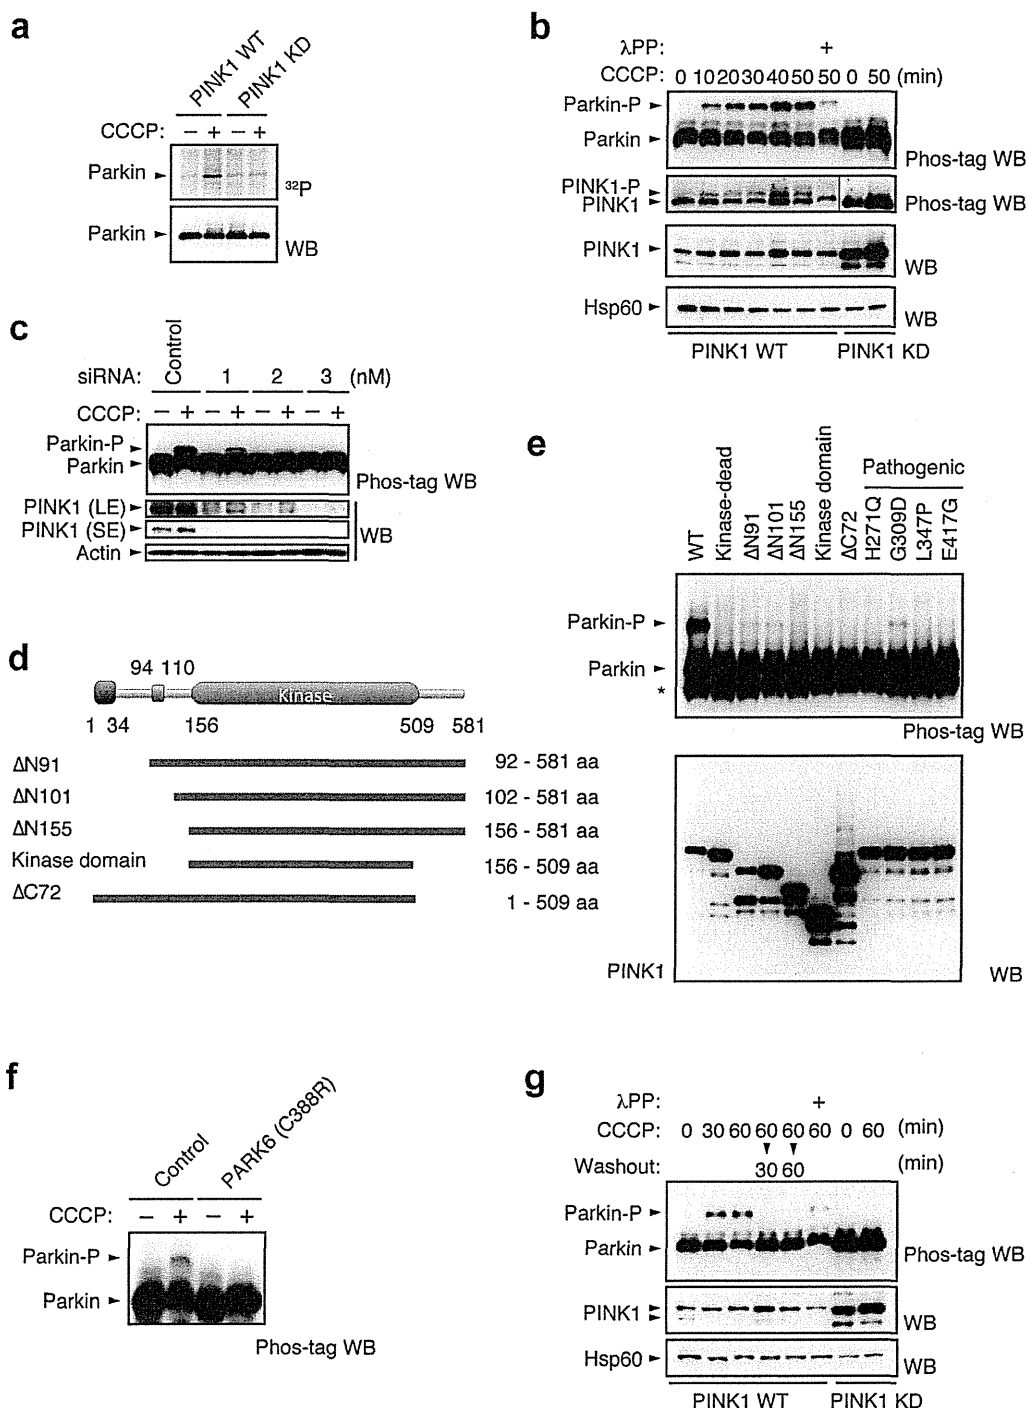 a
PINK1 WT
PINK1 KD
CCCP: − + − +
Parkin
32P
Parkin
WB
b
λPP: +
CCCP: 0 10 20 30 40 50 50 0 50 (min)
Parkin-P
Parkin
Phos-tag WB
PINK1-P
PINK1
Phos-tag WB
PINK1
WB
Hsp60
WB
PINK1 WT PINK1 KD
c
siRNA: Control 1 2 3 (nM)
CCCP: − + − + − + − +
Parkin-P
Parkin
Phos-tag WB
PINK1 (LE)
PINK1 (SE)
WB
Actin
d
94 110
Kinase
1 34 156 509 581
ΔN91 92 - 581 aa
ΔN101 102 - 581 aa
ΔN155 156 - 581 aa
Kinase domain 156 - 509 aa
ΔC72 1 - 509 aa
e
Pathogenic
WT
Kinase-dead
ΔN91
ΔN101
ΔN155
Kinase domain
ΔC72
H271Q
G309D
L347P
E417G
Parkin-P
Parkin
*
Phos-tag WB
PINK1
WB
f
Control
PARK6 (C388R)
CCCP: − + − +
Parkin-P
Parkin
Phos-tag WB
g
λPP: +
CCCP: 0 30 60 60 60 60 0 60 (min)
Washout: 30 60 (min)
Parkin-P
Parkin
Phos-tag WB
PINK1
WB
Hsp60
WB
PINK1 WT PINK1 KD